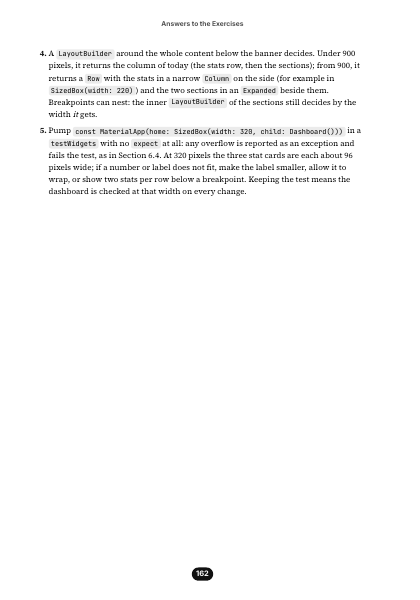 Answers to the Exercises
4. A LayoutBuilder around the whole content below the banner decides. Under 900
pixels, it returns the column of today (the stats row, then the sections); from 900, it
returns a Row with the stats in a narrow Column on the side (for example in
SizedBox(width: 220)) and the two sections in an Expanded beside them.
Breakpoints can nest: the inner LayoutBuilder of the sections still decides by the
width it gets.
5. Pump const MaterialApp(home: SizedBox(width: 320, child: Dashboard())) in a
testWidgets with no expect at all: any overflow is reported as an exception and
fails the test, as in Section 6.4. At 320 pixels the three stat cards are each about 96
pixels wide; if a number or label does not fit, make the label smaller, allow it to
wrap, or show two stats per row below a breakpoint. Keeping the test means the
dashboard is checked at that width on every change.
162